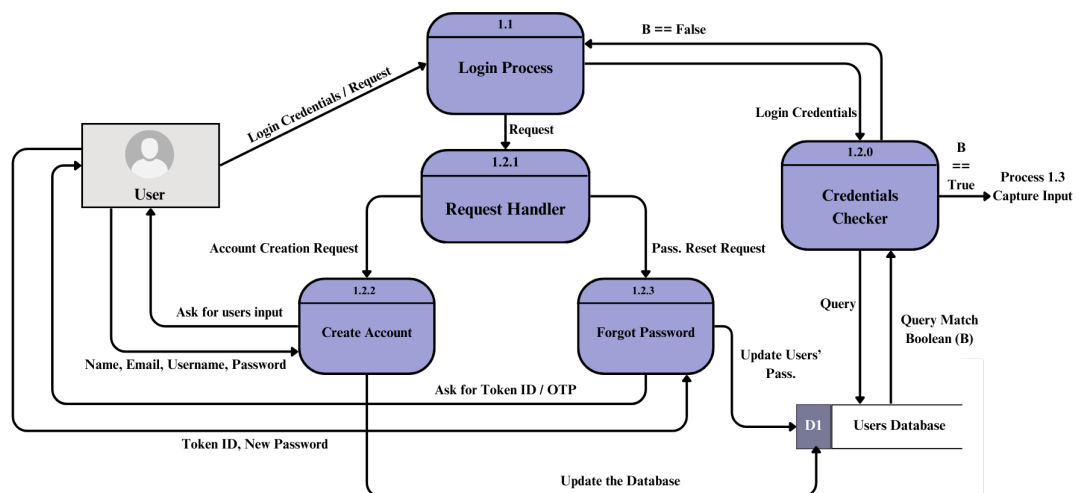 1.1
B == False
Login Process
Login Credentials / Request
Login Credentials
Request
1.2.1
1.2.0
B
==
True
Process 1.3
Capture Input
User
Request Handler
Credentials
Checker
Account Creation Request
Pass. Reset Request
1.2.2
1.2.3
Ask for users input
Create Account
Forgot Password
Query
Query Match
Boolean (B)
Name, Email, Username, Password
Update Users’
Pass.
Ask for Token ID / OTP
D1
Users Database
Token ID, New Password
Update the Database